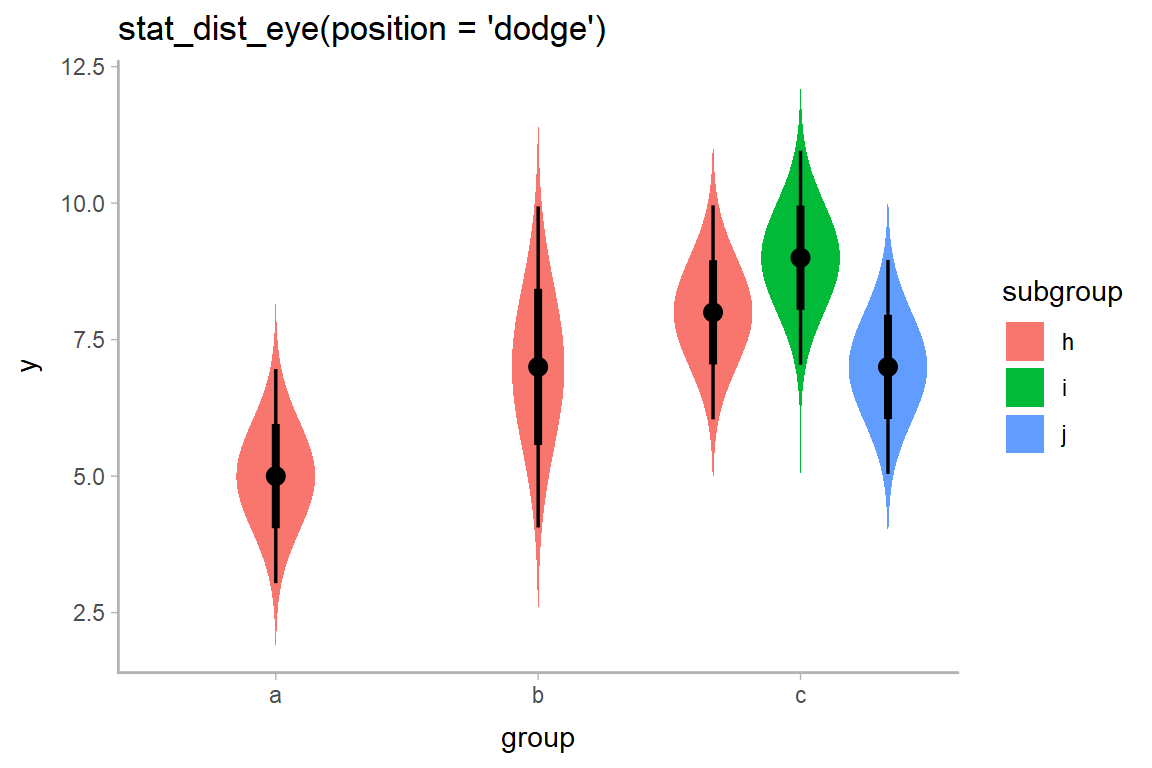 stat_dist_eye(position = 'dodge')
12.5
10.0
7.5
5.0
2.5
y
a b c
group
subgroup
h
i
j